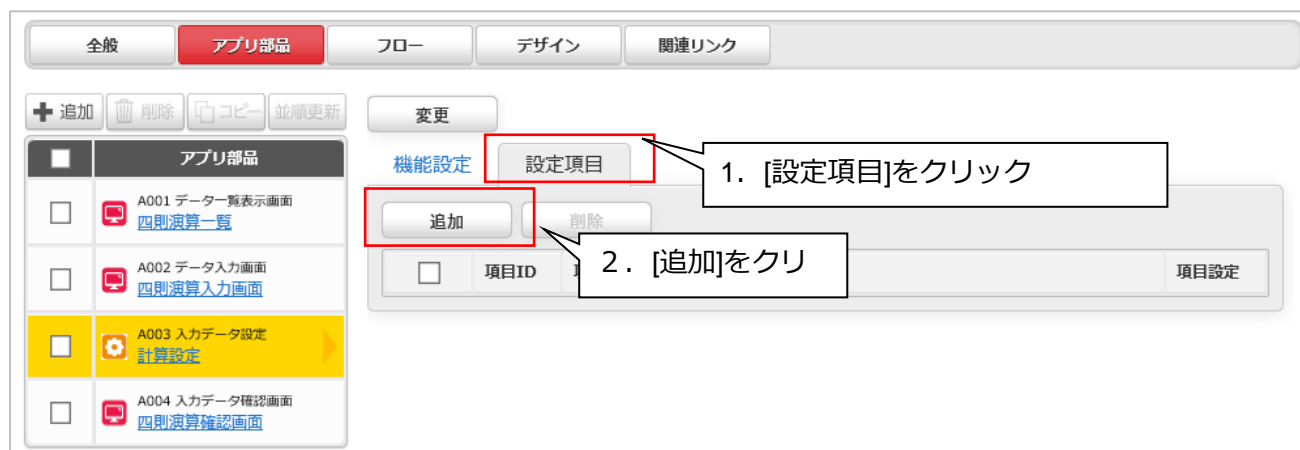 全般 アプリ部品 フロー デザイン 関連リンク
追加 削除 コピー 並順更新
変更
アプリ部品
機能設定 設定項目
1．[設定項目]をクリック
A001 データ一覧表示画面
四則演算一覧
追加 削除
２．[追加]をクリ
項目ID
項目設定
A002 データ入力画面
四則演算入力画面
A003 入力データ設定
計算設定
A004 入力データ確認画面
四則演算確認画面